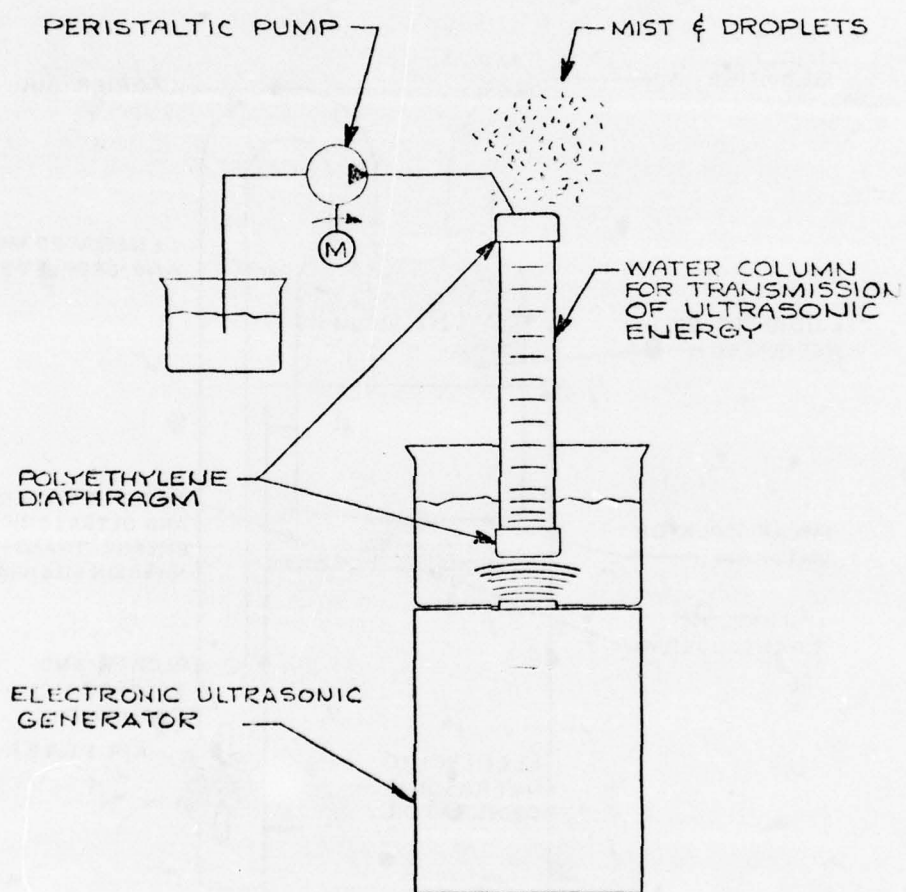 PERISTALTIC PUMP
MIST & DROPLETS
M
WATER COLUMN
FOR TRANSMISSION
OF ULTRASONIC
ENERGY
POLYETHYLENE
DIAPHRAGM
ELECTRONIC ULTRASONIC
GENERATOR